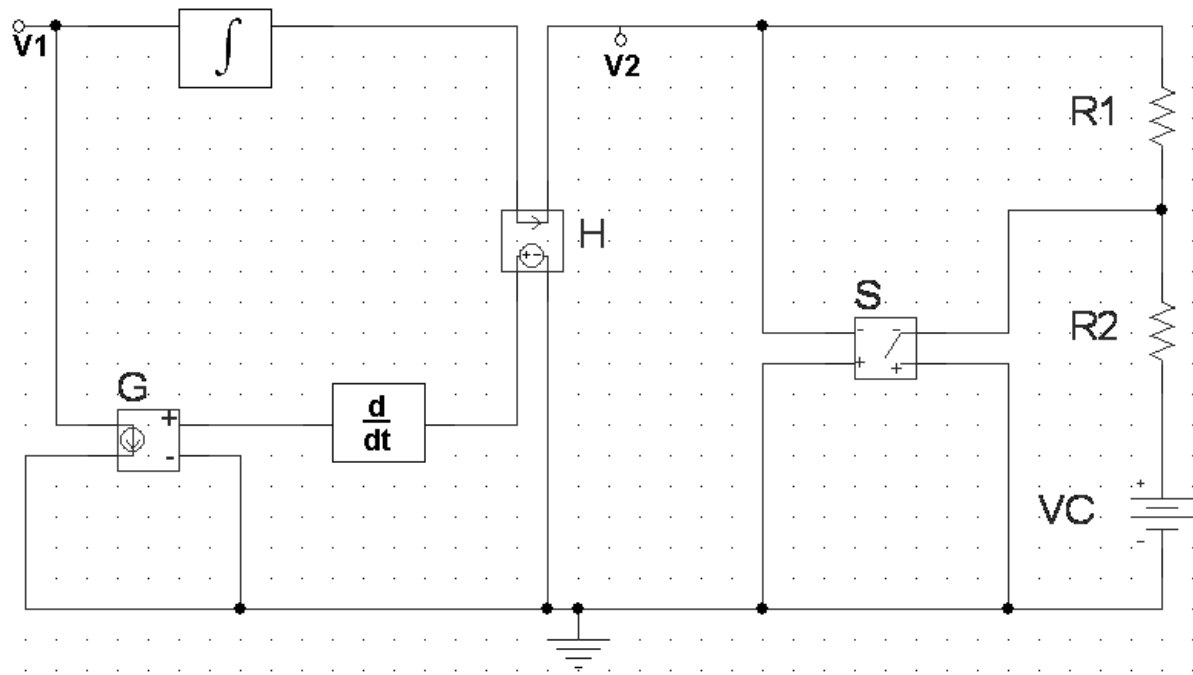 ∫
V1
V2
R1
H
S
R2
G
+
-
d
dt
+ -
- -
+ +
VC
+
-